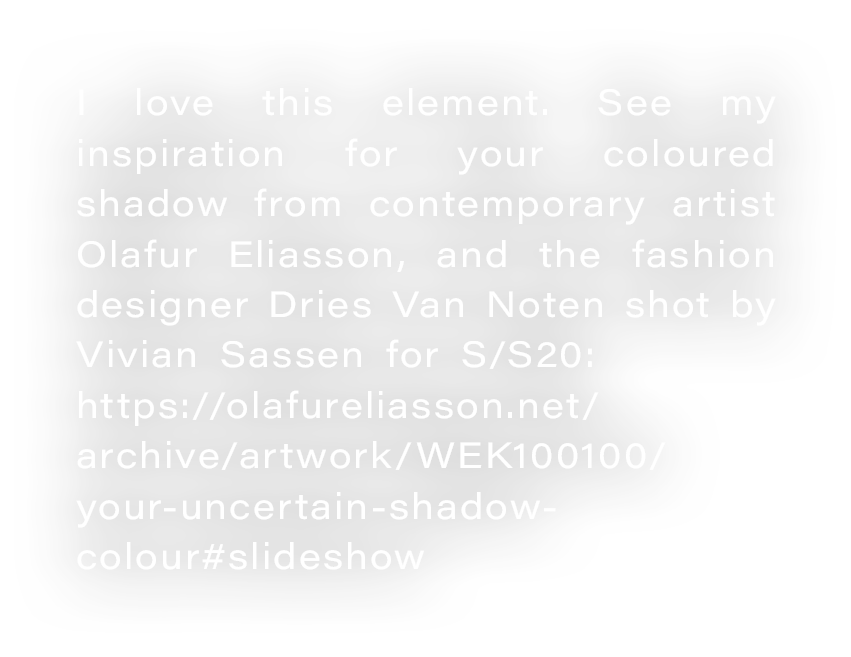 I love this element. See my
inspiration for your coloured
shadow from contemporary artist
Olafur Eliasson, and the fashion
designer Dries Van Noten shot by
Vivian Sassen for S/S20:
https://olafureliasson.net/
archive/artwork/WEK100100/
your-uncertain-shadow-
colour#slideshow